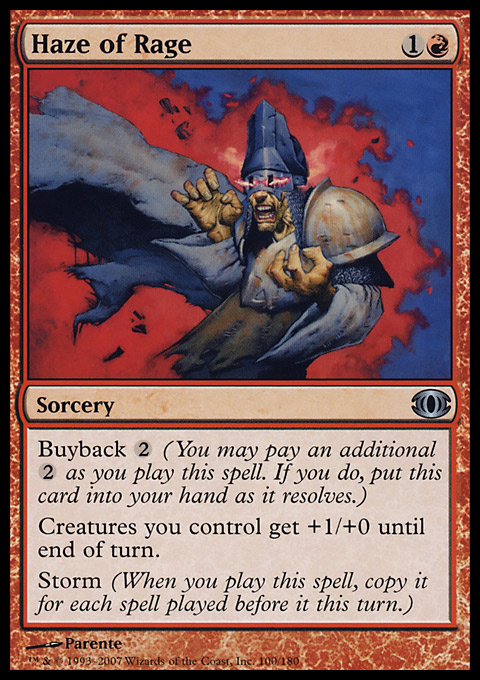 Haze of Rage 1
Sorcery
Buyback 2 (You may pay an additional
2 as you play this spell. If you do, put this
card into your hand as it resolves.)
Creatures you control get +1/+0 until
end of turn.
Storm (When you play this spell, copy it
for each spell played before it this turn.)
Parente
™ & © 1993-2007 Wizards of the Coast, Inc. 100/180